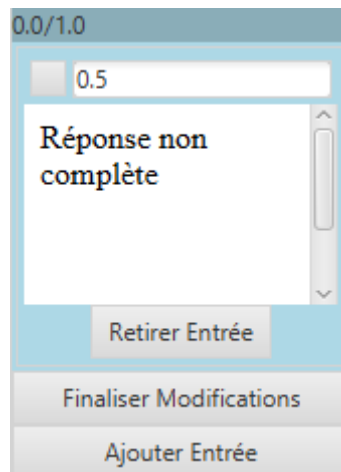 0.0/1.0
0.5
Réponse non
complète
Retirer Entrée
Finaliser Modifications
Ajouter Entrée